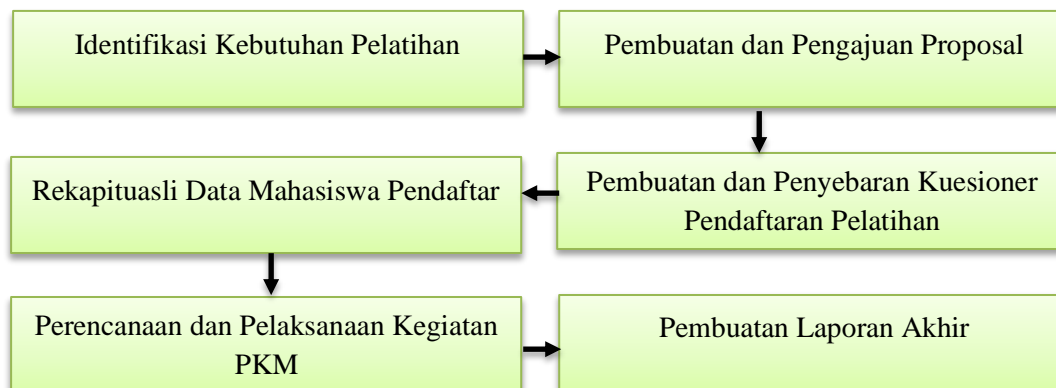 Identifikasi Kebutuhan Pelatihan
Pembuatan dan Pengajuan Proposal
Pembuatan dan Penyebaran Kuesioner
Pendaftaran Pelatihan
Rekapituasli Data Mahasiswa Pendaftar
Perencanaan dan Pelaksanaan Kegiatan
PKM
Pembuatan Laporan Akhir